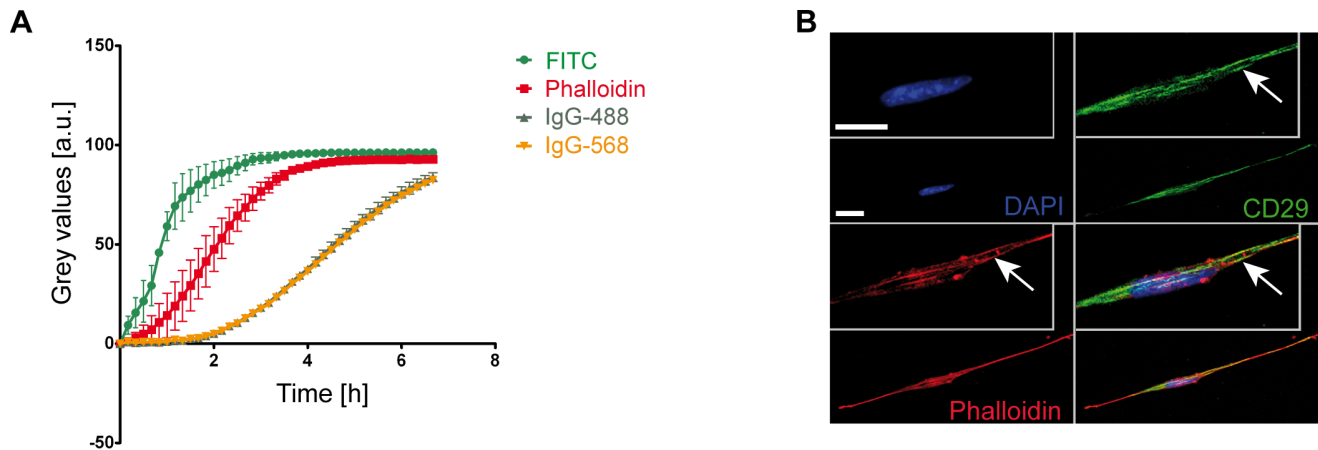 A
150
100
50
0
-50
2
4
6
8
Grey values [a.u.]
Time [h]
FITC
Phalloidin
IgG-488
IgG-568
B
DAPI
CD29
Phalloidin